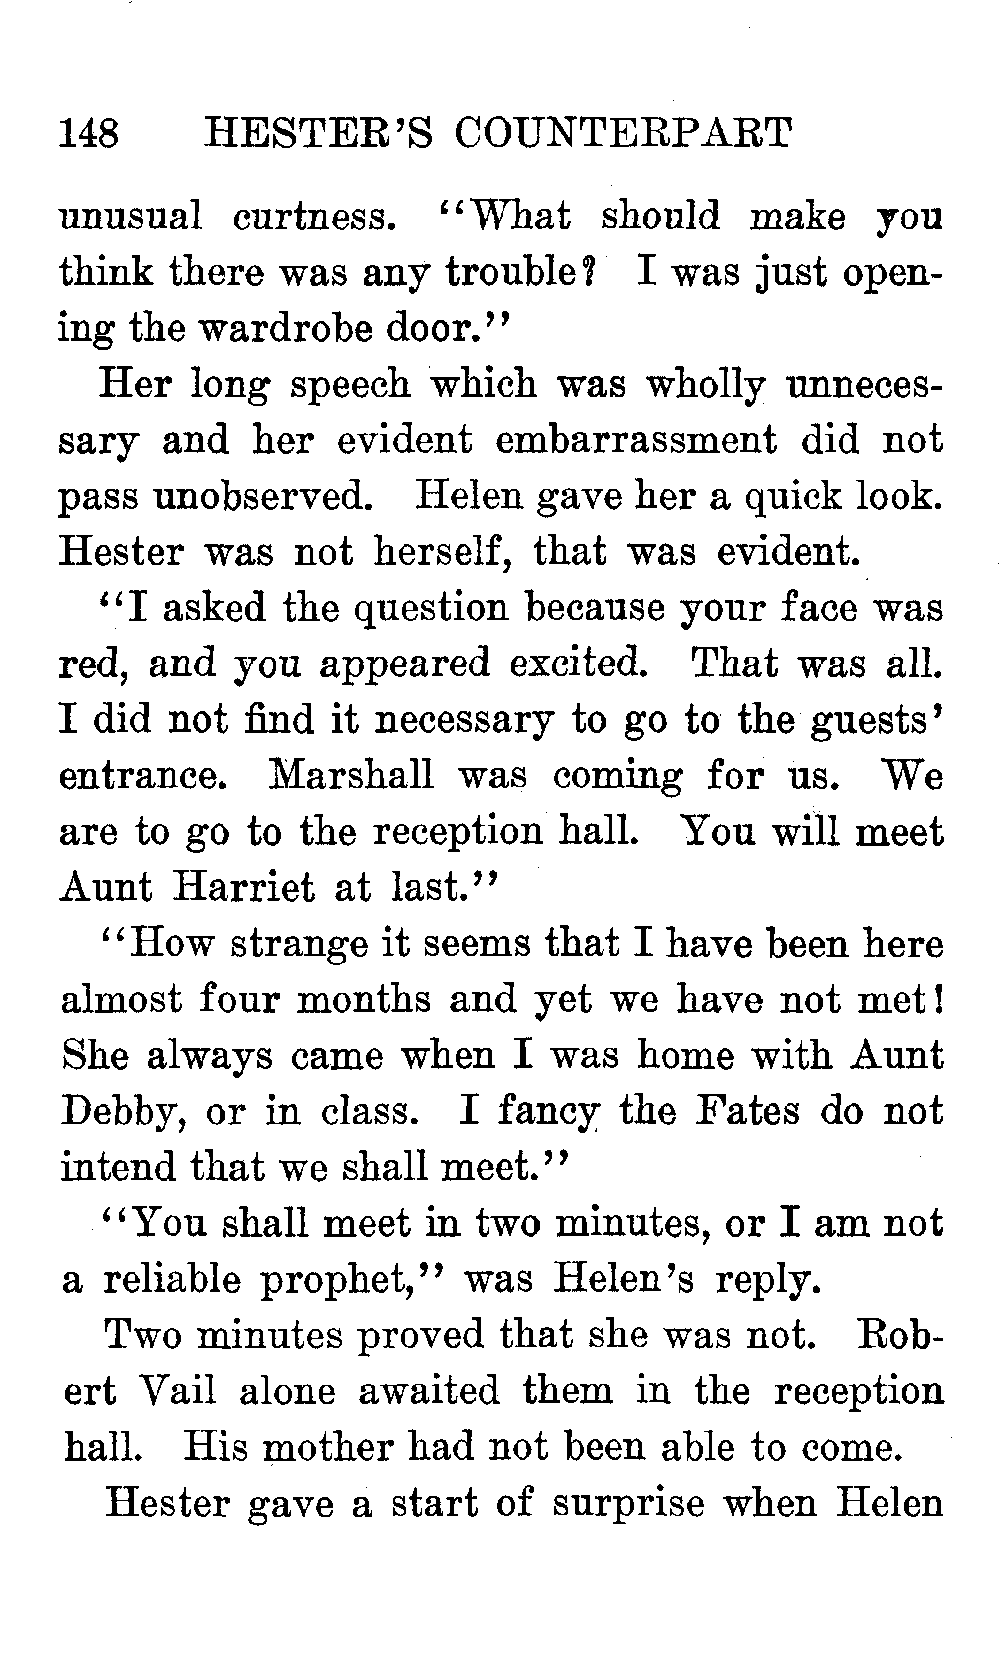 148 HESTER'S COUNTERPART
unusual curtness. "What should make you
think there was any trouble? I was just open-
ing the wardrobe door."
Her long speech which was wholly unneces-
sary and her evident embarrassment did not
pass unobserved. Helen gave her a quick look.
Hester was not herself, that was evident.
"I asked the question because your face was
red, and you appeared excited. That was all.
I did not find it necessary to go to the guests'
entrance. Marshall was coming for us. We
are to go to the reception hall. You will meet
Aunt Harriet at last."
"How strange it seems that I have been here
almost four months and yet we have not met!
She always came when I was home with Aunt
Debby, or in class. I fancy the Fates do not
intend that we shall meet."
"You shall meet in two minutes, or I am not
a reliable prophet," was Helen's reply.
Two minutes proved that she was not. Rob-
ert Vail alone awaited them in the reception
hall. His mother had not been able to come.
Hester gave a start of surprise when Helen